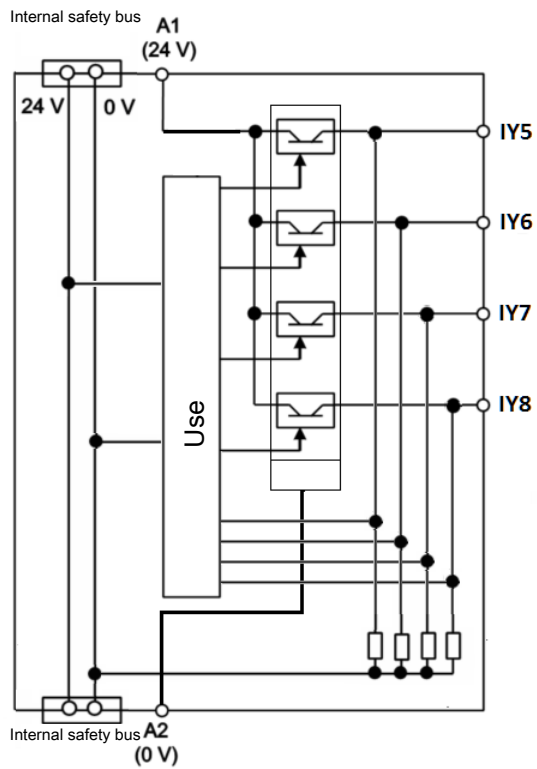 Internal safety bus
A1
(24 V)
24 V
0 V
IY5
IY6
IY7
IY8
Use
Internal safety bus
A2
(0 V)